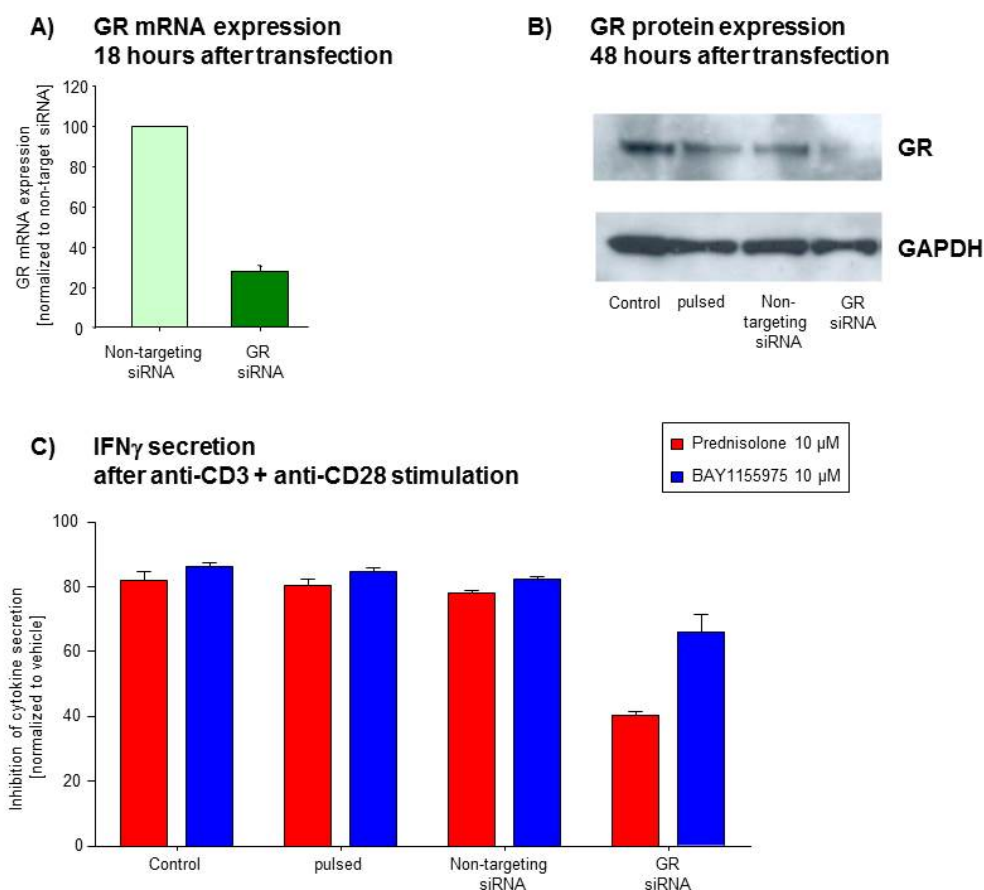 A) GR mRNA expression
18 hours after transfection
GR mRNA expression
[normalized to non-target siRNA]
120
100
80
60
40
20
0
Non-targeting
siRNA
GR
siRNA
B) GR protein expression
48 hours after transfection
GR
GAPDH
Control
pulsed
Non-
targeting
siRNA
GR
siRNA
C) IFNγ secretion
after anti-CD3 + anti-CD28 stimulation
Prednisolone 10 µM
BAY1155975 10 µM
Inhibition of cytokine secretion
[normalized to vehicle]
100
80
60
40
20
0
Control
pulsed
Non-targeting
siRNA
GR
siRNA